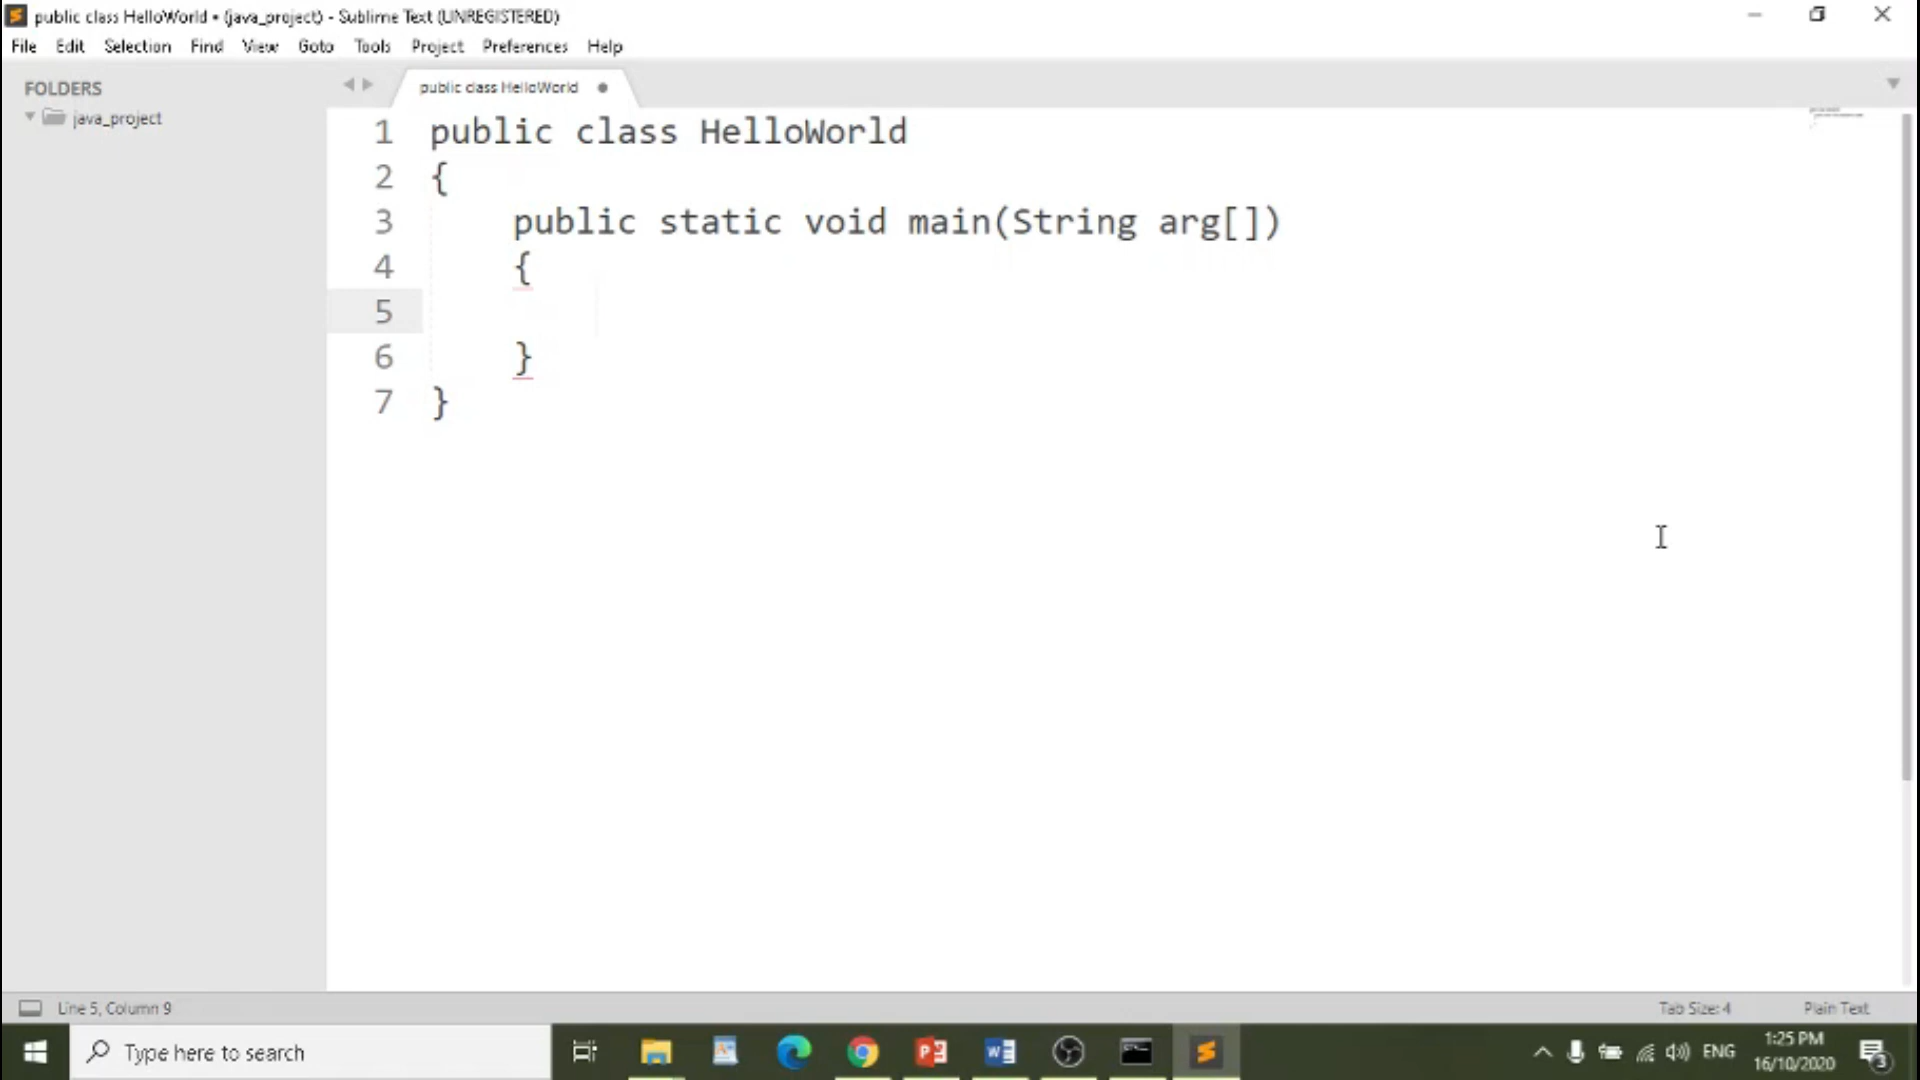 public class HelloWorld • (java_project) - Sublime Text (UNREGISTERED)
File Edit Selection Find View Goto Tools Project Preferences Help
FOLDERS
java_project
public class HelloWorld
1 public class HelloWorld
2 {
3 public static void main(String arg[])
4 {
5
6 }
7 }
Line 5, Column 9
Tab Size: 4
Plain Text
Type here to search
ENG
1:25 PM
16/10/2020
3